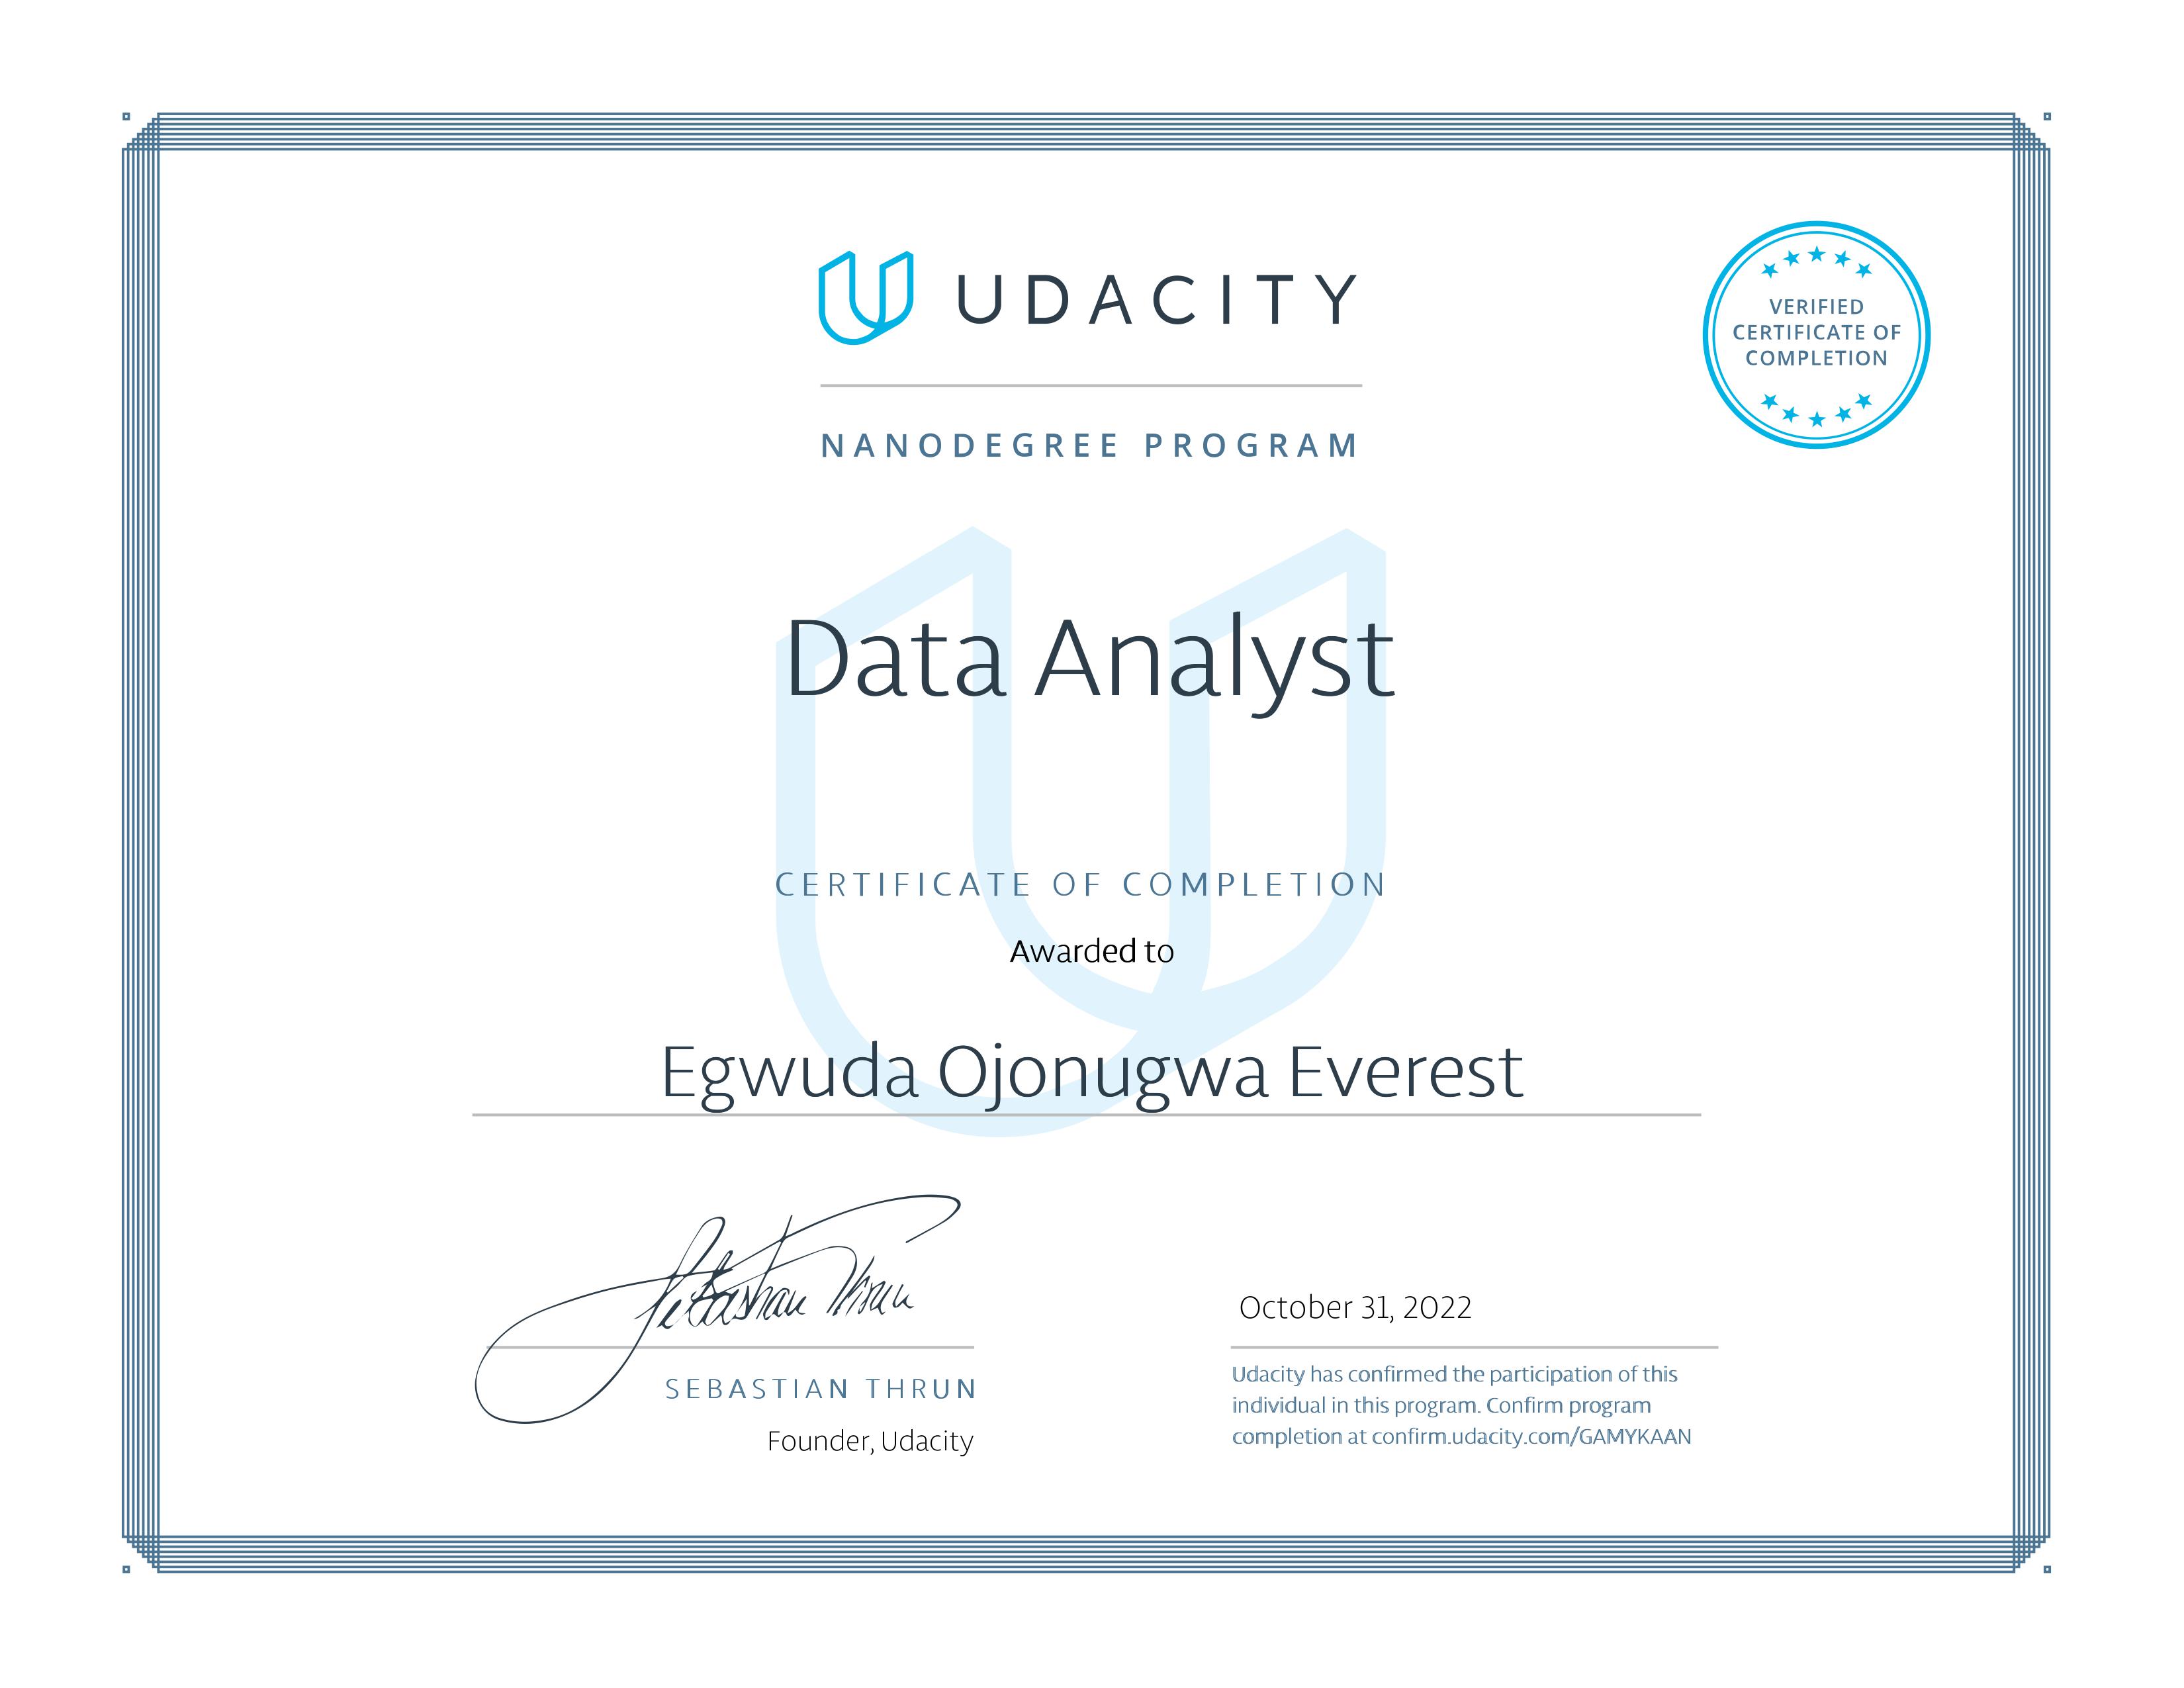 UDACITY
VERIFIED
CERTIFICATE OF
COMPLETION
NANODEGREE PROGRAM
Data Analyst
CERTIFICATE OF COMPLETION
Awarded to
Egwuda Ojonugwa Everest
Sebastian Thrun
October 31, 2022
SEBASTIAN THRUN
Founder, Udacity
Udacity has confirmed the participation of this
individual in this program. Confirm program
completion at confirm.udacity.com/GAMYKAAN